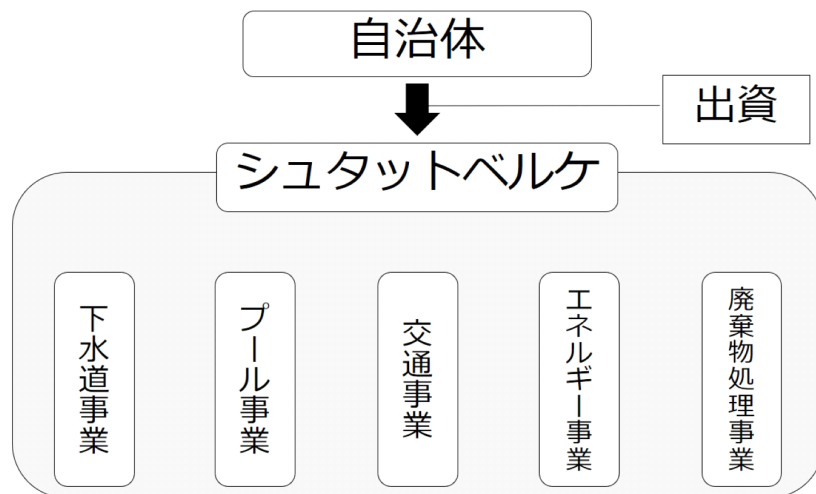 自治体
出資
シュタットベルケ
下水道事業
プール事業
交通事業
エネルギー事業
廃棄物処理事業